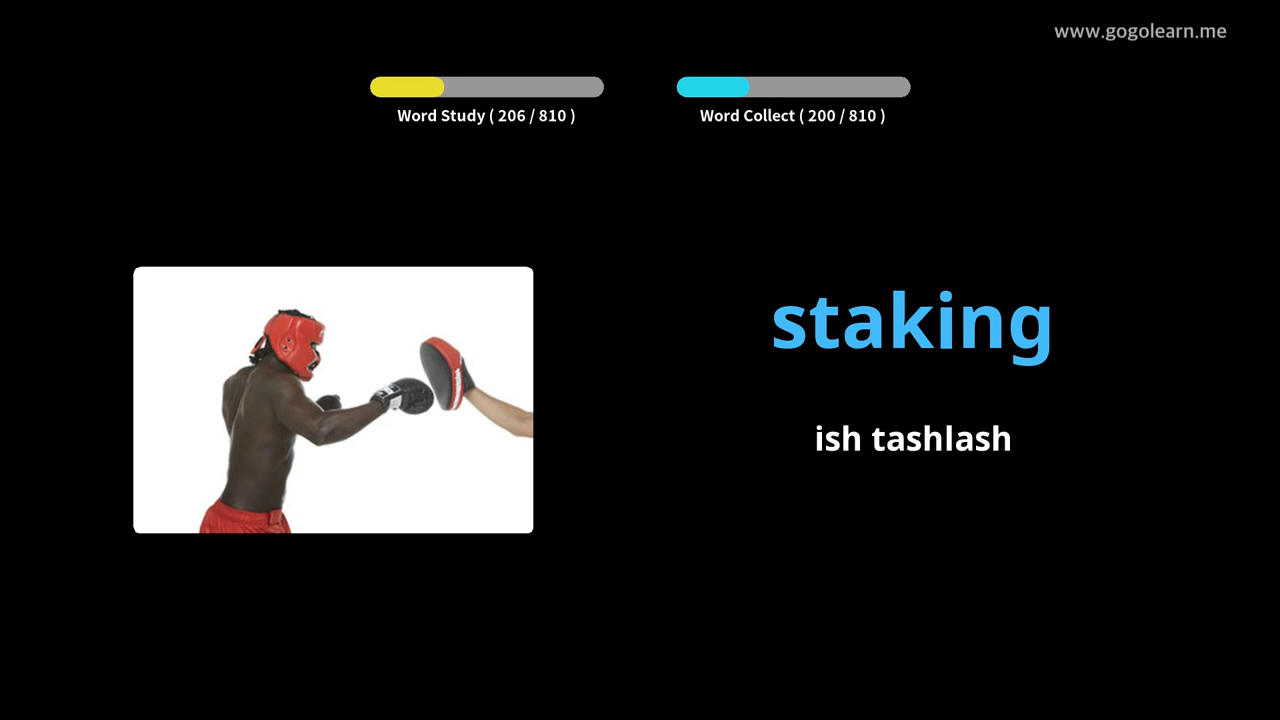 www.gogolearn.me
Word Study ( 206 / 810 )
Word Collect ( 200 / 810 )
staking
ish tashlash